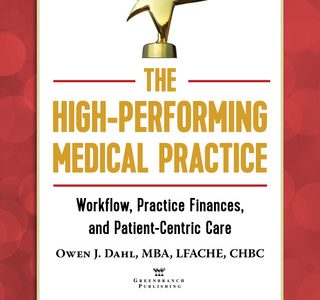 THE
HIGH-PERFORMING
MEDICAL PRACTICE
Workflow, Practice Finances,
and Patient-Centric Care
OWEN J. DAHL, MBA, LFACHE, CHBC
GREENBRANCH
PUBLISHING